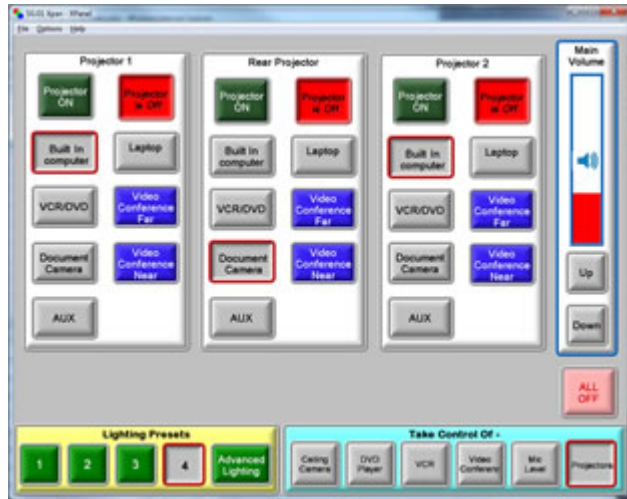 SG.01 Xpan - XPanel
File Options Help
Projector 1
Projector
ON
Projector
is Off
Built In
computer
Laptop
VCR/DVD
Video
Conference
Far
Document
Camera
Video
Conference
Near
AUX
Rear Projector
Projector
ON
Projector
is Off
Built In
computer
Laptop
VCR/DVD
Video
Conference
Far
Document
Camera
Video
Conference
Near
AUX
Projector 2
Projector
ON
Projector
is Off
Built In
computer
Laptop
VCR/DVD
Video
Conference
Far
Document
Camera
Video
Conference
Near
AUX
Main
Volume
Up
Down
ALL
OFF
Lighting Presets
1
2
3
4
Advanced
Lighting
Take Control Of -
Ceiling
Camera
DVD
Player
VCR
Video
Conferenc
Mic
Level
Projectors